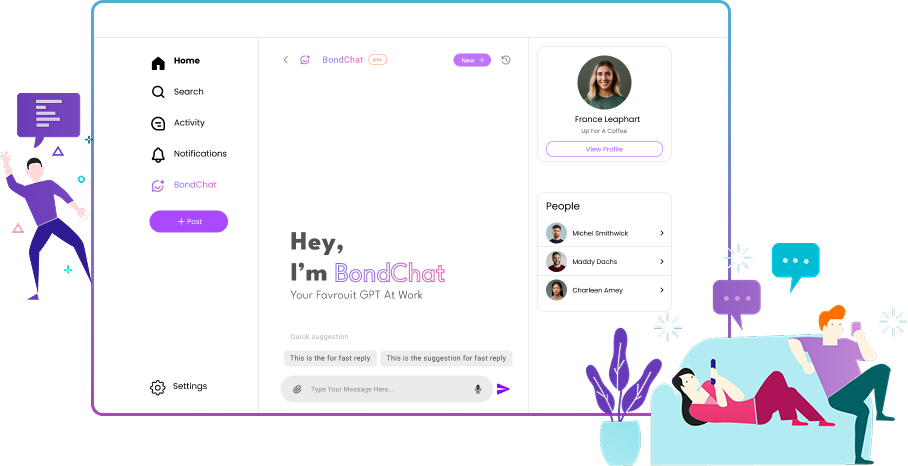 Home
Search
Activity
Notifications
BondChat
+ Post
Settings
BondChat pro
New +
Hey,
I'm BondChat
Your Favrouit GPT At Work
Quick suggestion
This is the for fast reply
This is the suggestion for fast reply
Type Your Message Here...
France Leaphart
Up For A Coffee
View Profile
People
Michel Smithwick
Maddy Dachs
Charleen Amey